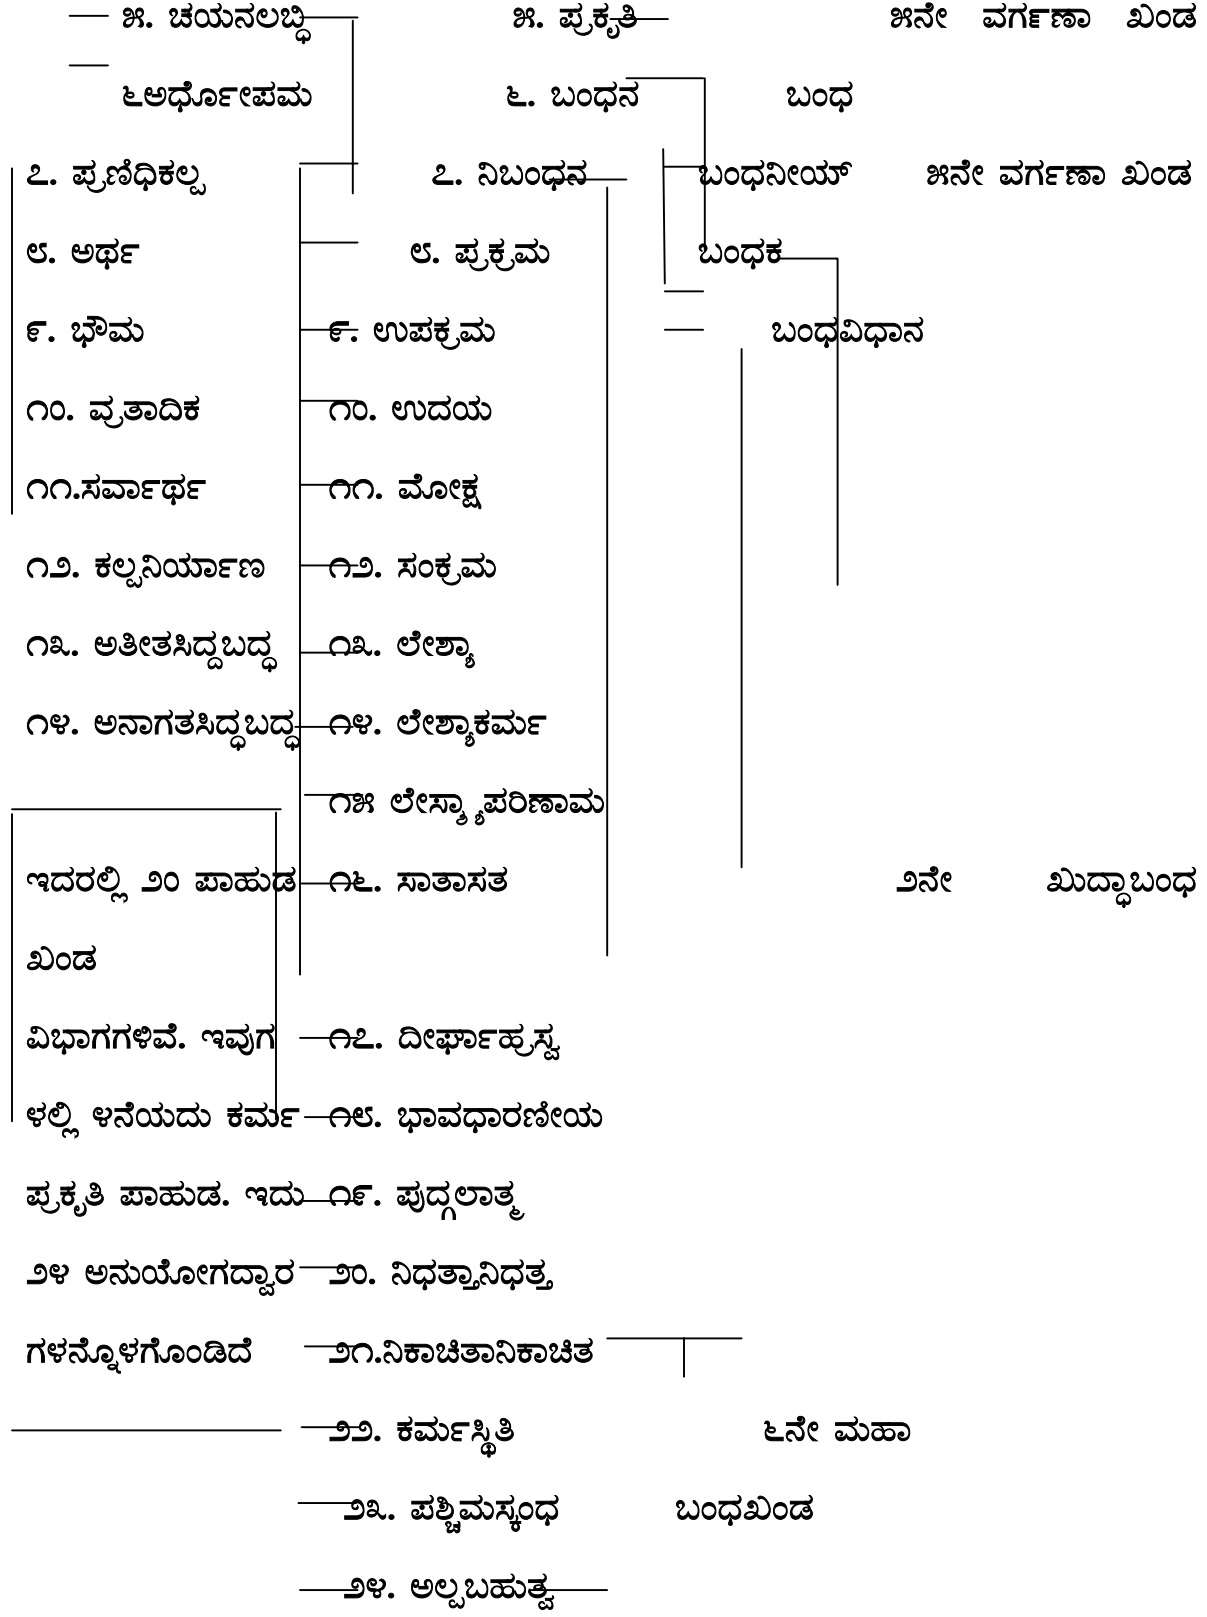 ೫. ಚಯನಲಬ್ಧಿ ೫. ಪ್ರಕೃತಿ ೫ನೇ ವರ್ಗಣಾ ಖಂಡ
೬ಅರ್ಧೋಪಮ ೬. ಬಂಧನ ಬಂಧ
೭. ಪ್ರಣಿಧಿಕಲ್ಪ ೭. ನಿಬಂಧನ ಬಂಧನೀಯ್ ೫ನೇ ವರ್ಗಣಾ ಖಂಡ
೮. ಅರ್ಥ ೮. ಪ್ರಕ್ರಮ ಬಂಧಕ
೯. ಭೌಮ ೯. ಉಪಕ್ರಮ ಬಂಧವಿಧಾನ
೧೦. ವ್ರತಾದಿಕ ೧೦. ಉದಯ
೧೧.ಸರ್ವಾರ್ಥ ೧೧. ಮೋಕ್ಷ
೧೨. ಕಲ್ಪನಿರ್ಯಾಣ ೧೨. ಸಂಕ್ರಮ
೧೩. ಅತೀತಸಿದ್ದಬದ್ಧ ೧೩. ಲೇಶ್ಯಾ
೧೪. ಅನಾಗತಸಿದ್ಧಬದ್ಧ ೧೪. ಲೇಶ್ಯಾಕರ್ಮ
೧೫ ಲೇಸ್ಶ್ಯಾಪರಿಣಾಮ
ಇದರಲ್ಲಿ ೨೦ ಪಾಹುಡ ೧೬. ಸಾತಾಸತ ೨ನೇ ಖುದ್ಧಾಬಂಧ
ಖಂಡ
ವಿಭಾಗಗಳಿವೆ. ಇವುಗ ೧೭. ದೀರ್ಘಾಹ್ರಸ್ವ
ಳಲ್ಲಿ ೪ನೆಯದು ಕರ್ಮ ೧೮. ಭಾವಧಾರಣೀಯ
ಪ್ರಕೃತಿ ಪಾಹುಡ. ಇದು ೧೯. ಪುದ್ಗಲಾತ್ಮ
೨೪ ಅನುಯೋಗದ್ವಾರ ೨೦. ನಿಧತ್ತಾನಿಧತ್ತ
ಗಳನ್ನೊಳಗೊಂಡಿದೆ ೨೧.ನಿಕಾಚಿತಾನಿಕಾಚಿತ
೨೨. ಕರ್ಮಸ್ಥಿತಿ ೬ನೇ ಮಹಾ
೨೩. ಪಶ್ಚಿಮಸ್ಕಂಧ ಬಂಧಖಂಡ
೨೪. ಅಲ್ಪಬಹುತ್ವ